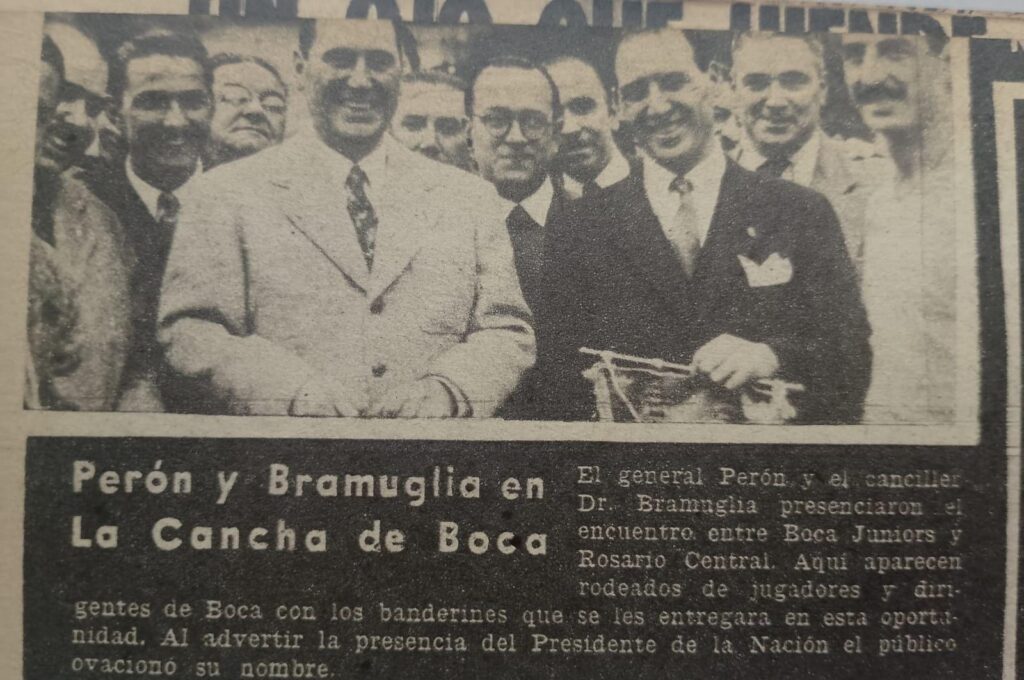 Perón y Bramuglia en
La Cancha de Boca
El general Perón y el canciller
Dr. Bramuglia presenciaron el
encuentro entre Boca Juniors y
Rosario Central. Aquí aparecen
rodeados de jugadores y diri-
gentes de Boca con los banderines que se les entregara en esta oportu-
nidad. Al advertir la presencia del Presidente de la Nación el público
ovacionó su nombre.